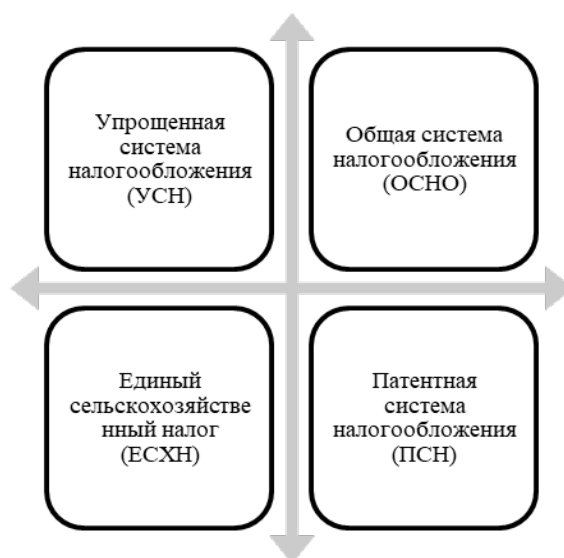 Упрощенная
система
налогообложения
(УСН)
Общая система
налогообложения
(ОСНО)
Единый
сельскохозяйстве
нный налог
(ЕСХН)
Патентная
система
налогообложения
(ПСН)